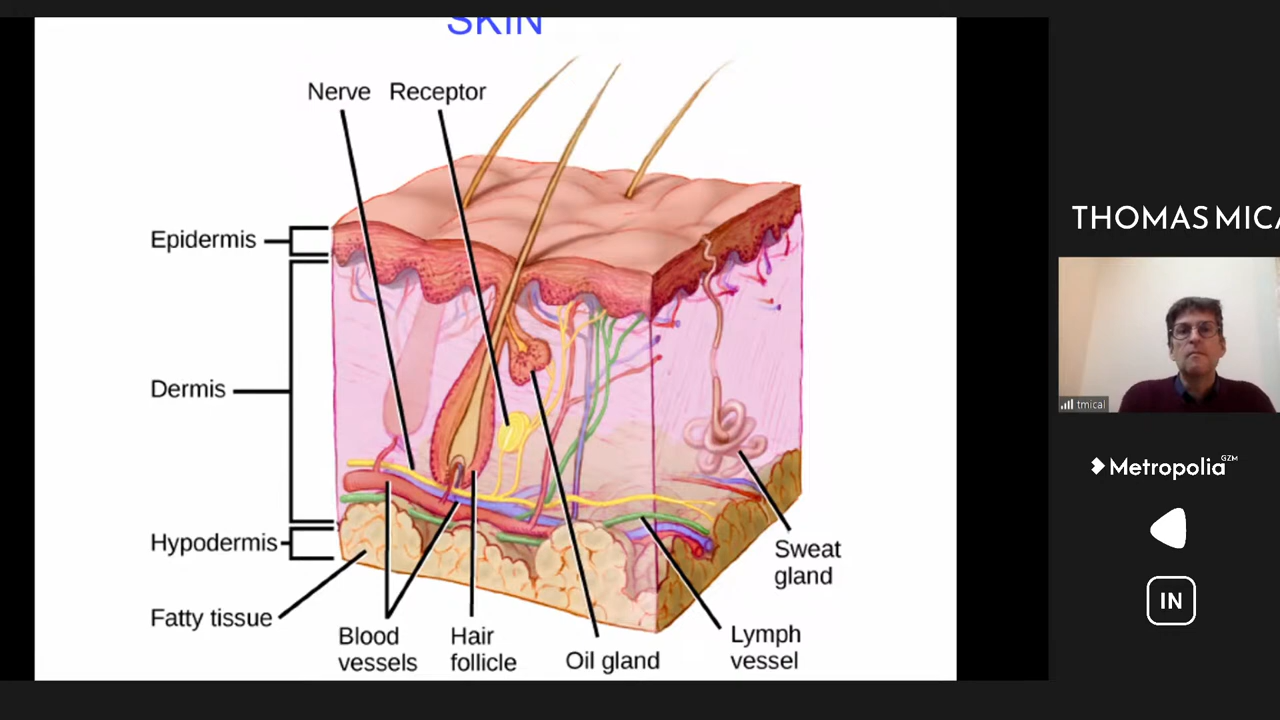 SKIN
Nerve Receptor
Epidermis
Dermis
Hypodermis
Fatty tissue
Blood
vessels
Hair
follicle
Oil gland
Lymph
vessel
Sweat
gland
THOMAS
tmical
Metropolia GZM
IN